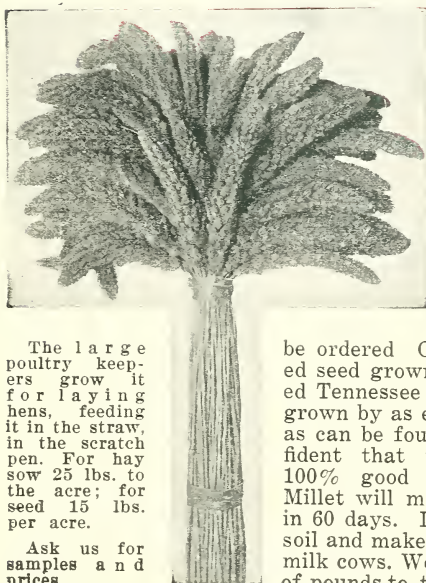 The large
poultry keep-
ers grow it
for laying
hens, feeding
it in the straw,
in the scratch
pen. For hay
sow 25 lbs. to
the acre; for
seed 15 lbs.
per acre.
Ask us for
samples and
prices
be ordered
ed seed grown
ed Tennessee
grown by as
as can be
fident that
100% good
Millet will
in 60 days.
soil and make
milk cows.
of pounds to